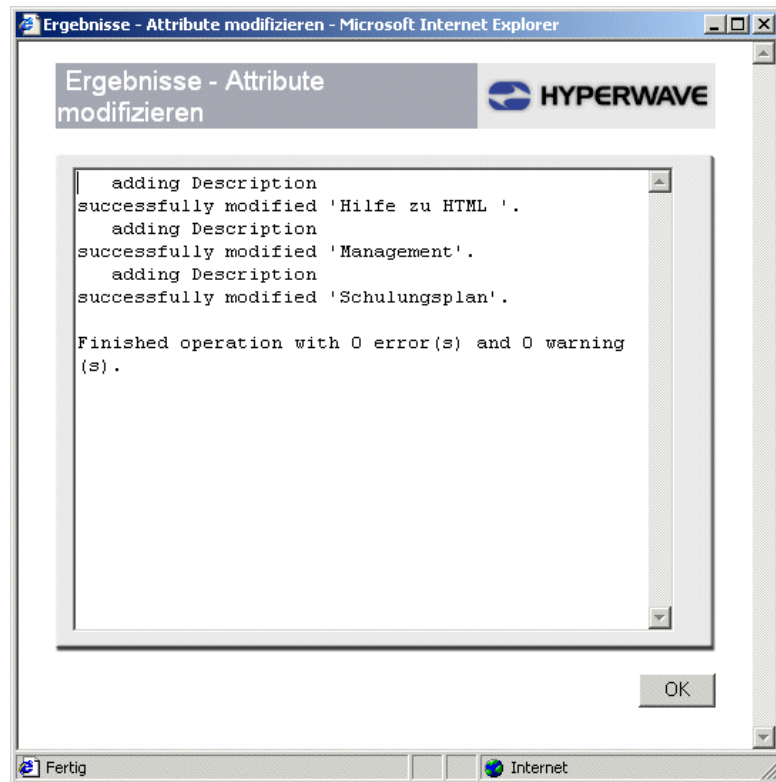 Ergebnisse - Attribute modifizieren - Microsoft Internet Explorer
Ergebnisse - Attribute
modifizieren
HYPERWAVE
adding Description
successfully modified 'Hilfe zu HTML '.
adding Description
successfully modified 'Management'.
adding Description
successfully modified 'Schulungsplan'.
Finished operation with 0 error(s) and 0 warning
(s).
OK
Fertig
Internet